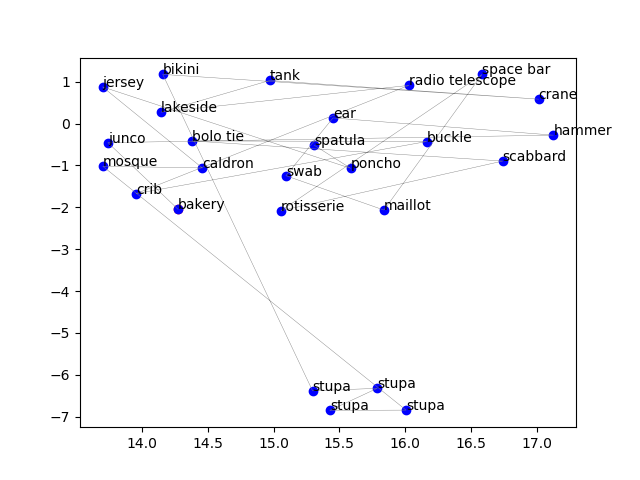 bikini
space bar
tank
radio telescope
jersey
crane
lakeside
ear
hammer
junco
bolo tie
spatula
buckle
mosque
caldron
poncho
scabbard
swab
crib
bakery
rotisserie
maillot
stupa
stupa
stupa
stupa
1
0
−1
−2
−3
−4
−5
−6
−7
14.0 14.5 15.0 15.5 16.0 16.5 17.0